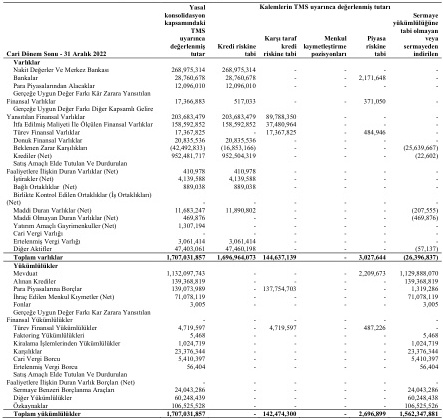 Kalemlerin TMS uyarınca değerlenmiş tutarı
Cari Dönem Sonu - 31 Aralık 2022 | Yasal konsolidasyon kapsamındaki TMS uyarınca değerlenmiş tutar | Kredi riskine tabi | Karşı taraf kredi riskine tabi | Menkul kıymetleştirme pozisyonları | Piyasa riskine tabi | Sermaye yükümlülüğüne tabi olmayan veya sermayeden indirilen
Varlıklar
Nakit Değerler Ve Merkez Bankası 268,975,314 268,975,314 - - - -
Bankalar 28,760,678 28,760,678 - - 2,171,648 -
Para Piyasalarından Alacaklar 12,096,010 12,096,010 - - - -
Gerçeğe Uygun Değer Farkı Kâr Zarara Yansıtılan
Finansal Varlıklar 17,366,883 517,033 - - 371,050 -
Gerçeğe Uygun Değer Farkı Diğer Kapsamlı Gelire
Yansıtılan Finansal Varlıklar 203,683,479 203,683,479 89,788,350 - - -
İtfa Edilmiş Maliyeti İle Ölçülen Finansal Varlıklar 158,592,852 158,592,852 37,480,964 - - -
Türev Finansal Varlıklar 17,367,825 - 17,367,825 - 484,946 -
Donuk Finansal Varlıklar 20,835,536 20,835,536 - - - -
Beklenen Zarar Karşılıkları (42,492,833) (16,853,166) - - - (25,639,667)
Krediler (Net) 952,481,717 952,504,319 - - - (22,602)
Satış Amaçlı Elde Tutulan Ve Durdurulan
Faaliyetlere İlişkin Duran Varlıklar (Net) 410,978 410,978 - - - -
İştirakler (Net) 4,139,588 4,139,588 - - - -
Bağlı Ortaklıklar (Net) 889,038 889,038 - - - -
Birlikte Kontrol Edilen Ortaklıklar (İş Ortaklıkları)
(Net) - - - - - -
Maddi Duran Varlıklar (Net) 11,683,247 11,890,802 - - - (207,555)
Maddi Olmayan Duran Varlıklar (Net) 469,876 - - - - (469,876)
Yatırım Amaçlı Gayrimenkuller (Net) 1,307,194 - - - - -
Cari Vergi Varlığı - - - - - -
Ertelenmiş Vergi Varlığı 3,061,414 3,061,414 - - - -
Diğer Aktifler 47,403,061 47,460,198 - - - (57,137)
Toplam varlıklar 1,707,031,857 1,696,964,073 144,637,139 - 3,027,644 (26,396,837)
Yükümlülükler
Mevduat 1,132,097,743 - - - 2,209,673 1,129,888,070
Alınan Krediler 139,368,819 - - - - 139,368,819
Para Piyasalarına Borçlar 139,073,989 - 137,754,703 - - 1,319,286
İhraç Edilen Menkul Kıymetler (Net) 71,078,119 - - - - 71,078,119
Fonlar 3,005 - - - - 3,005
Gerçeğe Uygun Değer Farkı Kar Zarara Yansıtılan
Finansal Yükümlülükler - - - - - -
Türev Finansal Yükümlülükler 4,719,597 - 4,719,597 - 487,226 -
Faktoring Yükümlülükleri 5,468 - - - - 5,468
Kiralama İşlemlerinden Yükümlülükler 1,024,719 - - - - 1,024,719
Karşılıklar 23,376,344 - - - - 23,376,344
Cari Vergi Borcu 5,410,397 - - - - 5,410,397
Ertelenmiş Vergi Borcu 56,404 - - - - 56,404
Satış Amaçlı Elde Tutulan Ve Durdurulan
Faaliyetlere İlişkin Duran Varlık Borçları (Net) - - - - - -
Sermaye Benzeri Borçlanma Araçları 24,043,286 - - - - 24,043,286
Diğer Yükümlülükler 60,248,439 - - - - 60,248,438
Özkaynaklar 106,525,528 - - - - 106,525,526
Toplam yükümlülükler 1,707,031,857 - 142,474,300 - 2,696,899 1,562,347,881